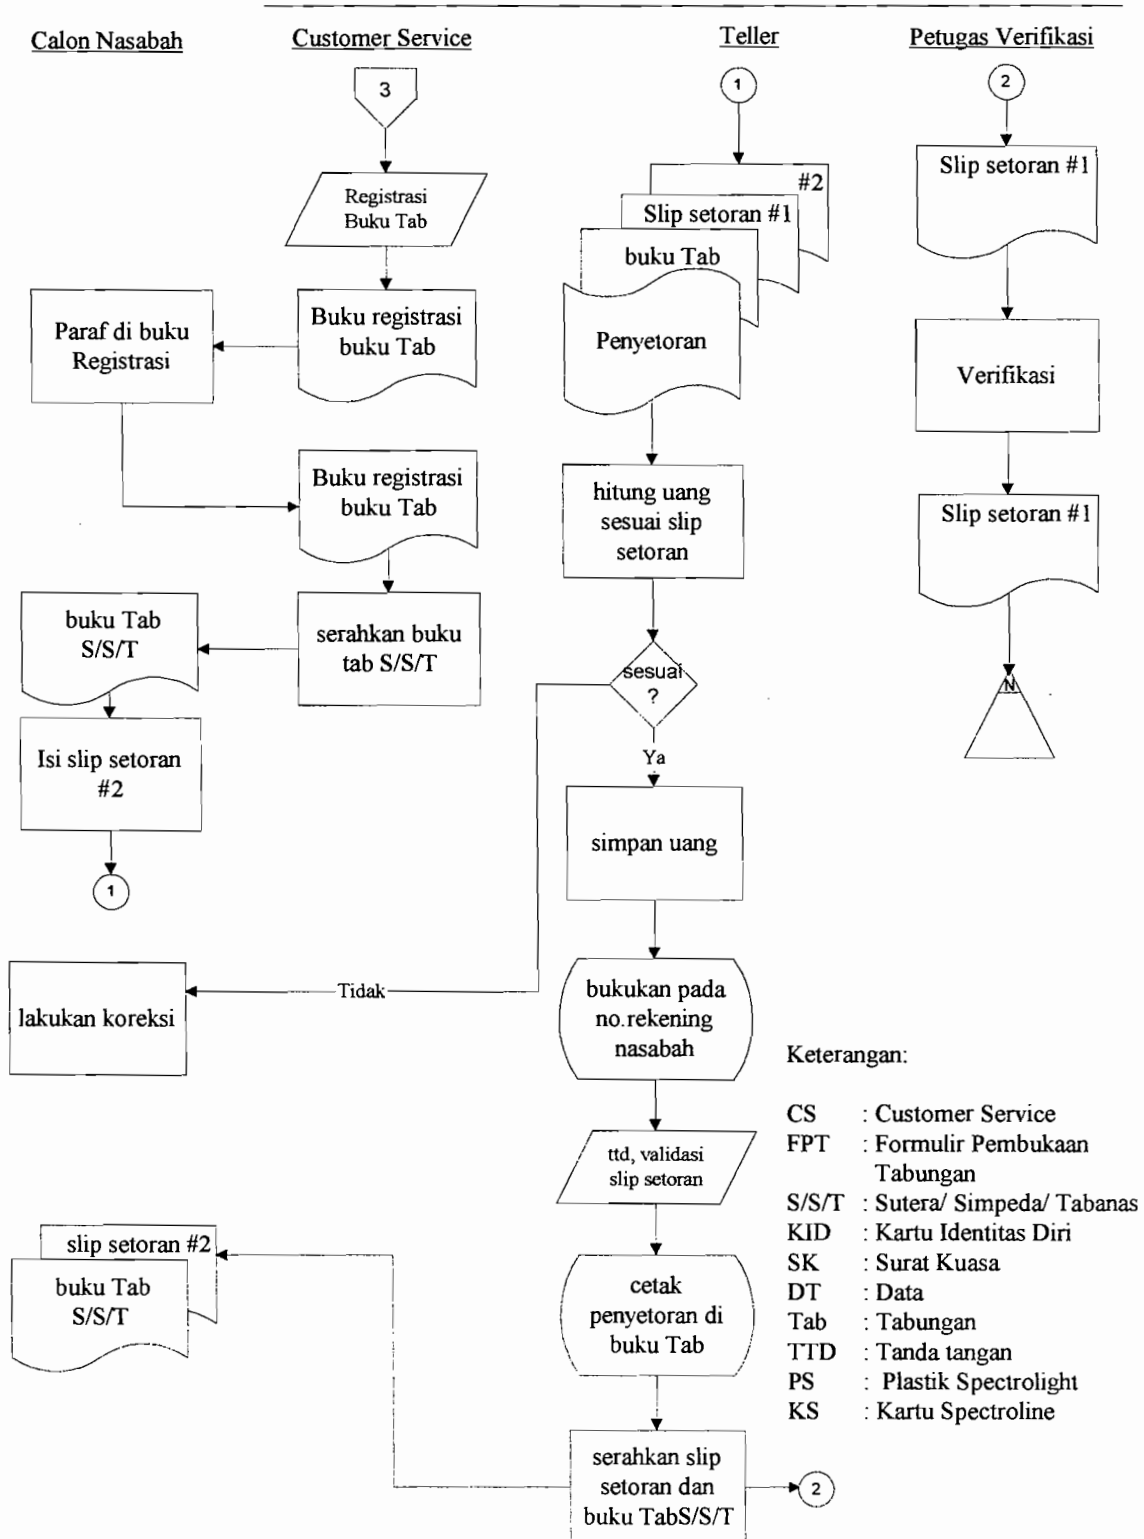 Calon Nasabah
Customer Service
Teller
Petugas Verifikasi
3
Registrasi
Buku Tab
Buku registrasi
buku Tab
Paraf di buku
Registrasi
Buku registrasi
buku Tab
serahkan buku
tab S/S/T
buku Tab
S/S/T
Isi slip setoran
#2
1
lakukan koreksi
Tidak
slip setoran #2
buku Tab
S/S/T
1
#2
Slip setoran #1
buku Tab
Penyetoran
hitung uang
sesuai slip
setoran
sesuai
?
Ya
simpan uang
bukukan pada
no.rekening
nasabah
ttd, validasi
slip setoran
cetak
penyetoran di
buku Tab
serahkan slip
setoran dan
buku TabS/S/T
2
2
Slip setoran #1
Verifikasi
Slip setoran #1
N
Keterangan:
CS : Customer Service
FPT : Formulir Pembukaan
Tabungan
S/S/T : Sutera/ Simpeda/ Tabanas
KID : Kartu Identitas Diri
SK : Surat Kuasa
DT : Data
Tab : Tabungan
TTD : Tanda tangan
PS : Plastik Spectrolight
KS : Kartu Spectroline